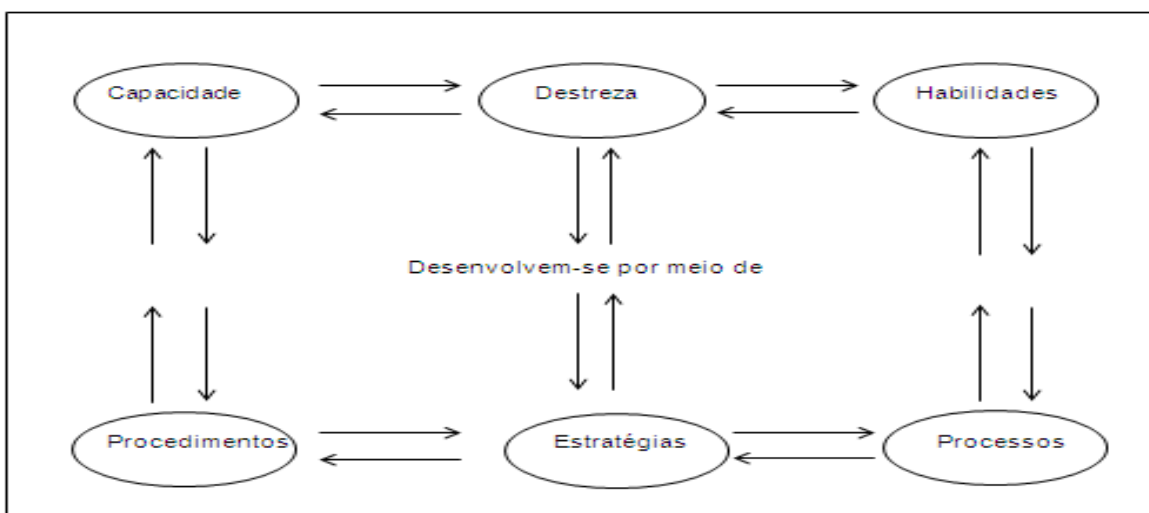 Capacidade
Destreza
Habilidades
Desenvolvem-se por meio de
Procedimentos
Estratégias
Processos